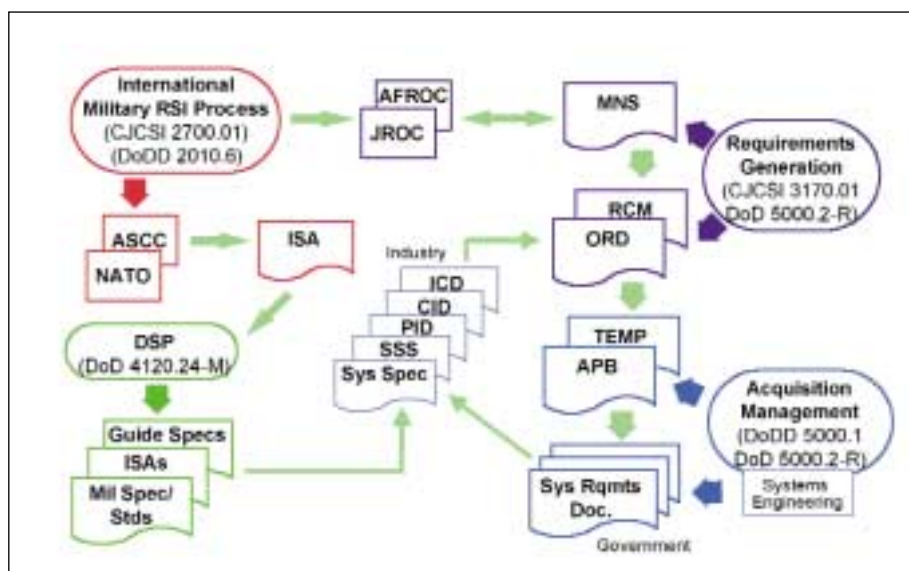 International
Military RSI Process
(CJCSI 2700.01)
(DoDD 2010.6)
AFROC
JROC
MNS
Requirements
Generation
(CJCSI 3170.01
DoD 5000.2-R)
ASCC
NATO
ISA
RCM
ORD
Industry
ICD
CID
PID
SSS
Sys Spec
DSP
(DoD 4120.24-M)
TEMP
APB
Acquisition
Management
(DoDD 5000.1
DoD 5000.2-R)
Systems
Engineering
Guide Specs
ISAs
Mil Spec/
Stds
Sys Rqmts
Doc.
Government